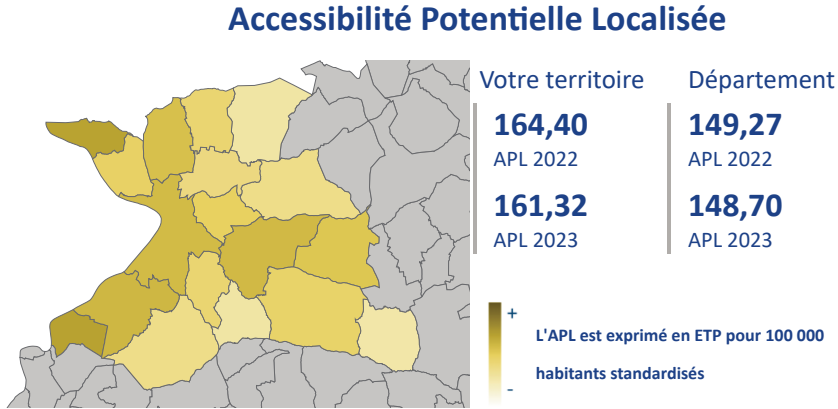 Accessibilité Potentielle Localisée
Votre territoire
164,40
APL 2022
161,32
APL 2023
Département
149,27
APL 2022
148,70
APL 2023
+
L'APL est exprimé en ETP pour 100 000
habitants standardisés
-